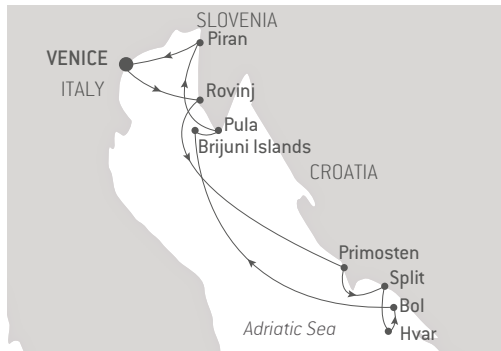 SLOVENIA
Piran
VENICE
ITALY
Rovinj
Pula
Brijuni Islands
CROATIA
Primosten
Split
Bol
Hvar
Adriatic Sea